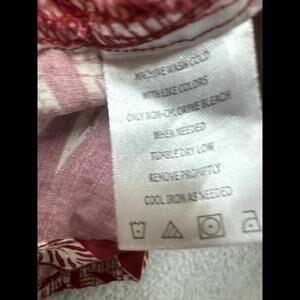 MACHINE WASH COLD
WITH LIKE COLORS
ONLY NON-CHLORINE BLEACH
WHEN NEEDED
TUMBLE DRY LOW
REMOVE PROMPTLY
COOL IRON AS NEEDED